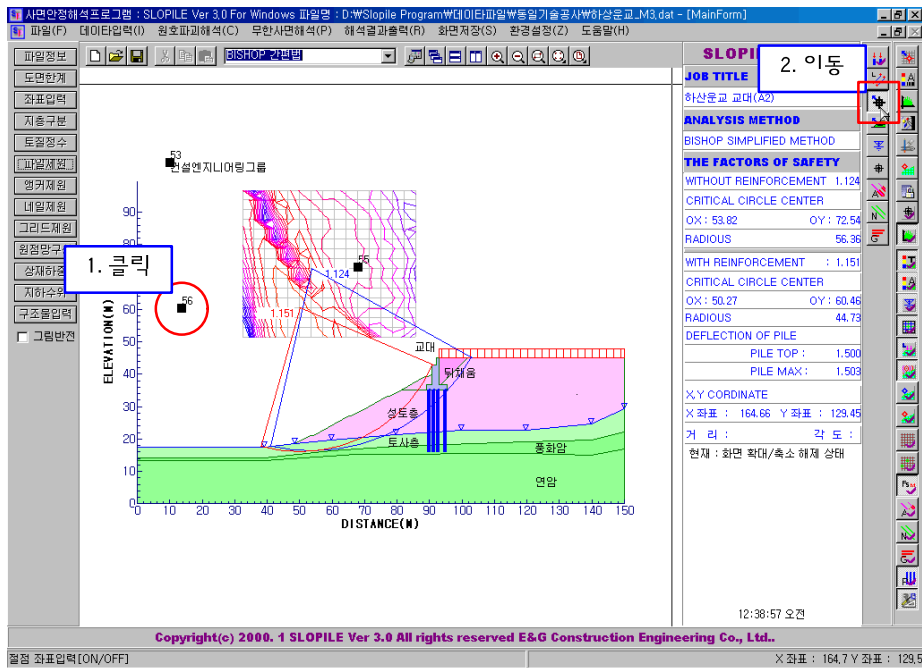 사면안정해석프로그램 : SLOPILE Ver 3.0 For Windows 파일명 : D:₩Slopile Program₩데이타파일₩동일기술공사₩하상운교_M3.dat - [MainForm]
파일(F) 데이타입력(I) 원호파괴해석(C) 무한사면해석(P) 해석결과출력(R) 화면저장(S) 환경설정(Z) 도움말(H)
BISHOP 간편법
파일정보
도면한계
좌표입력
지층구분
토질정수
파일제원
앵커제원
네일제원
그리드제원
원점망구
상재하중
지하수위
구조물입력
그림반전
1. 클릭
2. 이동
53
건설엔지니어링그룹
55
56
1.124
1.151
교대
뒤채움
성토층
토사층
풍화암
연암
ELEVATION(M)
90
80
60
50
40
30
20
10
0
0 10 20 30 40 50 60 70 80 90 100 110 120 130 140 150
DISTANCE(M)
SLOPI
JOB TITLE
하산운교 교대(A2)
ANALYSIS METHOD
BISHOP SIMPLIFIED METHOD
THE FACTORS OF SAFETY
WITHOUT REINFORCEMENT 1.124
CRITICAL CIRCLE CENTER
OX : 53.82 OY : 72.54
RADIOUS 56.36
WITH REINFORCEMENT : 1.151
CRITICAL CIRCLE CENTER
OX : 50.27 OY : 60.46
RADIOUS 44.73
DEFLECTION OF PILE
PILE TOP : 1.500
PILE MAX : 1.503
X,Y CORDINATE
X 좌표 : 164.66 Y 좌표 : 129.45
거 리 : 각 도 :
현재 : 화면 확대/축소 해제 상태
12:38:57 오전
Copyright(c) 2000. 1 SLOPILE Ver 3.0 All rights reserved E&G Construction Engineering Co., Ltd..
절점 좌표입력[ON/OFF]
X 좌표 : 164.7 Y 좌표 : 129.5